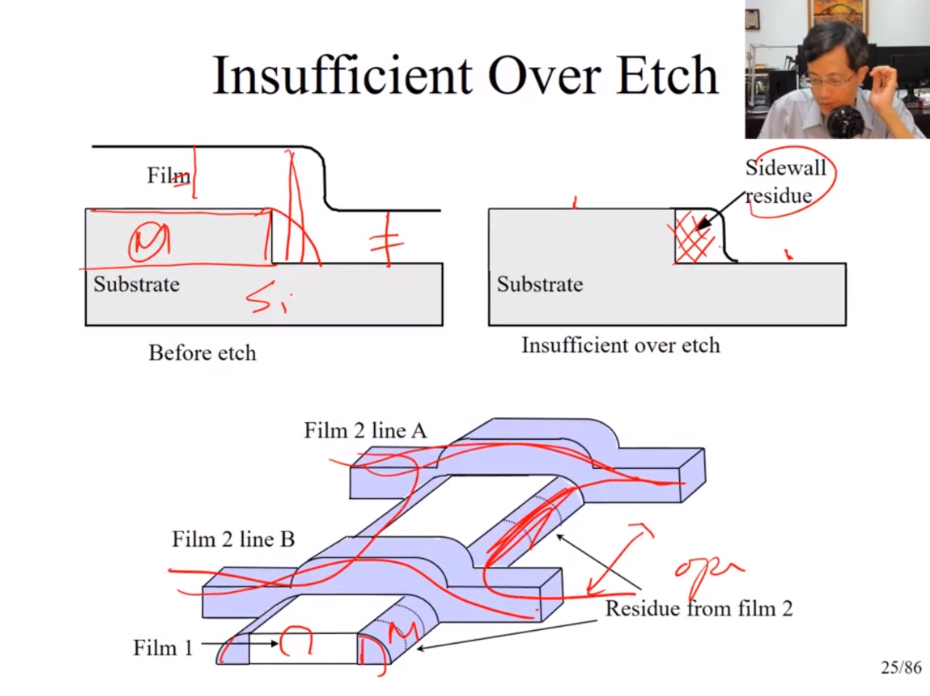 Insufficient Over Etch
Film
M
Substrate
Si
Before etch
Sidewall
residue
Substrate
Insufficient over etch
Film 2 line A
Film 2 line B
Film 1
M
Residue from film 2
25/86